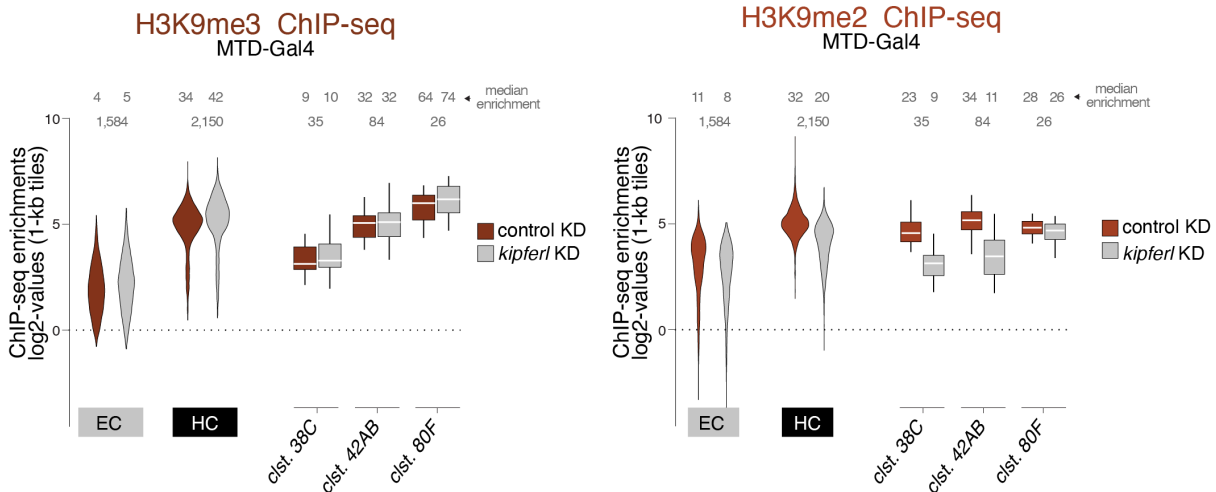 H3K9me3 ChIP-seq
MTD-Gal4
median
enrichment
4 5 34 42 9 10 32 32 64 74
1,584 2,150 35 84 26
ChIP-seq enrichments
log2-values (1-kb tiles)
10
5
0
control KD
kipferl KD
EC
HC
clst. 38C
clst. 42AB
clst. 80F
H3K9me2 ChIP-seq
MTD-Gal4
median
enrichment
11 8 32 20 23 9 34 11 28 26
1,584 2,150 35 84 26
ChIP-seq enrichments
log2-values (1-kb tiles)
10
5
0
control KD
kipferl KD
EC
HC
clst. 38C
clst. 42AB
clst. 80F